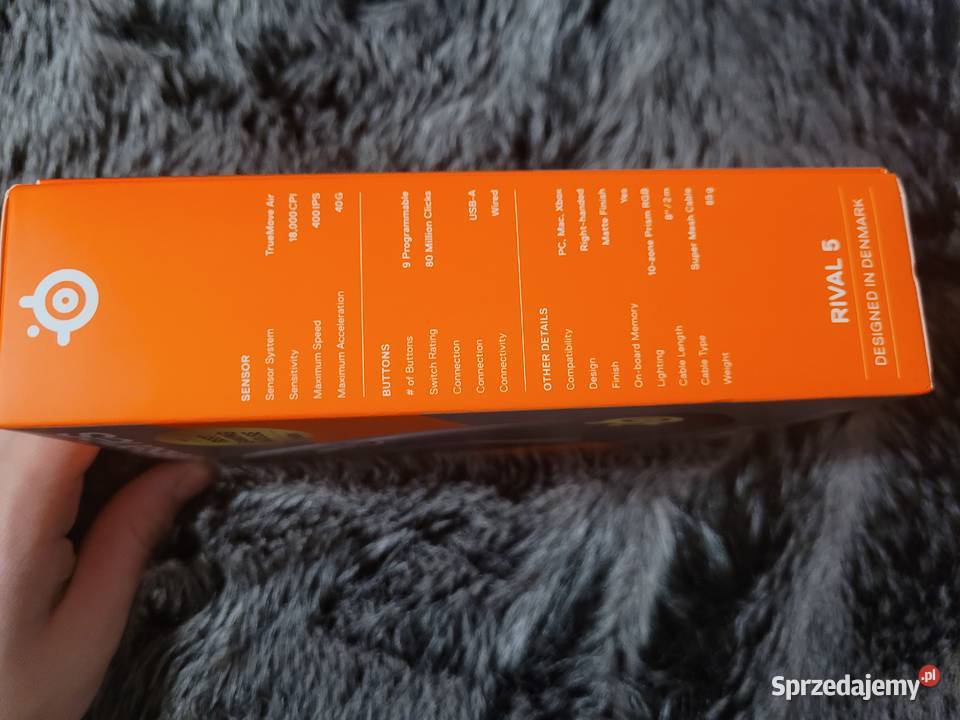 SENSOR
Sensor System TrueMove Air
Sensitivity 18,000 CPI
Maximum Speed 400 IPS
Maximum Acceleration 40G
BUTTONS
# of Buttons 9 Programmable
Switch Rating 80 Million Clicks
Connection
Connection USB-A
Connectivity Wired
OTHER DETAILS
Compatibility PC, Mac, Xbox
Design Right-handed
Finish Matte Finish
On-board Memory Yes
Lighting 10-zone Prism RGB
Cable Length / 2m
Cable Type Super Mesh Cable
Weight 85 g
RIVAL 5
DESIGNED IN DENMARK
Sprzedajemy.pl